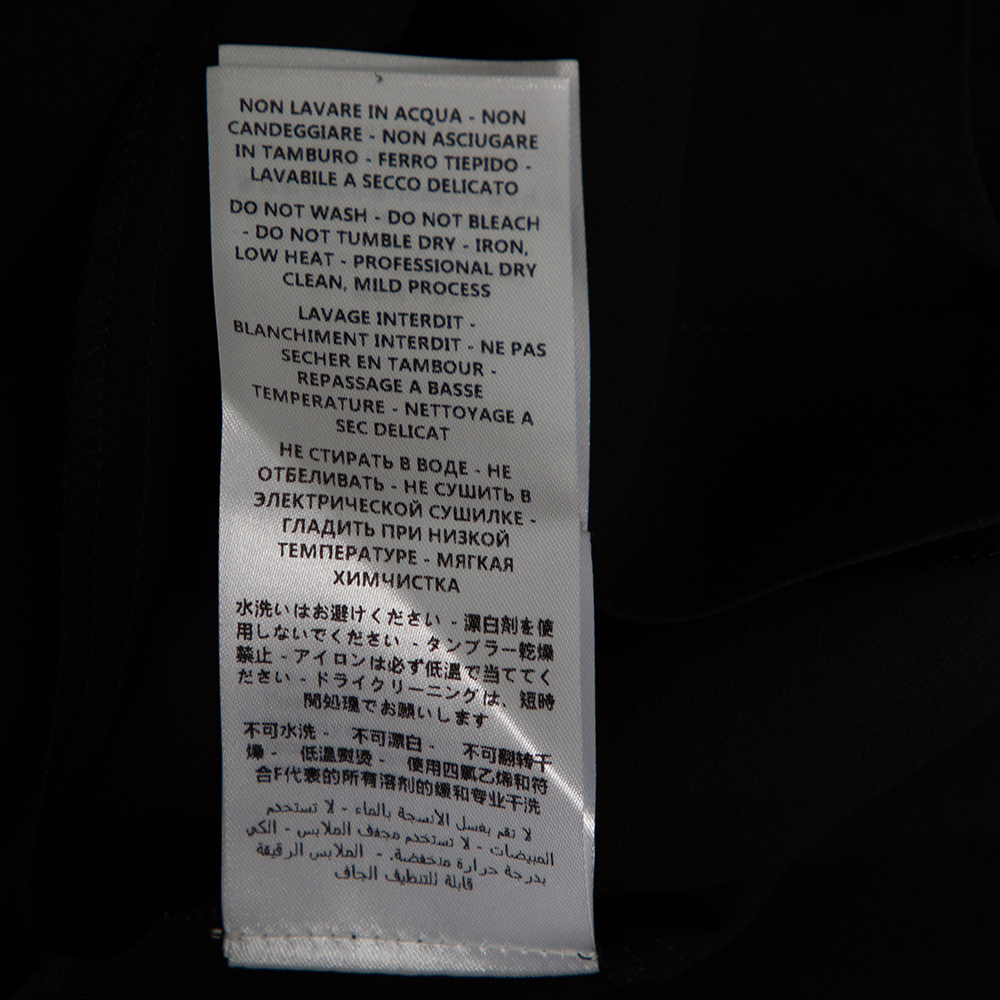 NON LAVARE IN ACQUA - NON
CANDEGGIARE - NON ASCIUGARE
IN TAMBURO - FERRO TIEPIDO -
LAVABILE A SECCO DELICATO
DO NOT WASH - DO NOT BLEACH
- DO NOT TUMBLE DRY - IRON,
LOW HEAT - PROFESSIONAL DRY
CLEAN, MILD PROCESS
LAVAGE INTERDIT -
BLANCHIMENT INTERDIT - NE PAS
SECHER EN TAMBOUR -
REPASSAGE A BASSE
TEMPERATURE - NETTOYAGE A
SEC DELICAT
НЕ СТИРАТЬ В ВОДЕ - НЕ
ОТБЕЛИВАТЬ - НЕ СУШИТЬ В
ЭЛЕКТРИЧЕСКОЙ СУШИЛКЕ -
ГЛАДИТЬ ПРИ НИЗКОЙ
ТЕМПЕРАТУРЕ - МЯГКАЯ
ХИМЧИСТКА
水洗いはお避けください - 漂白剤を使
用しないでください - タンブラー乾燥
禁止 - アイロンは必ず低温で当ててく
ださい - ドライクリーニングは、短時
間処理でお願いします
不可水洗 - 不可漂白 - 不可翻转干
燥 - 低温熨烫 - 使用四氯乙烯和符
合F代表的所有溶剂的缓和专业干洗
لا تقم بغسل الانسجة بالماء - لا تستخدم
المبيضات - لا تستخدم مجفف الملابس - الكي
بدرجة حرارة منخفضة. - الملابس الرقيقة
قابلة للتنطيف الجاف